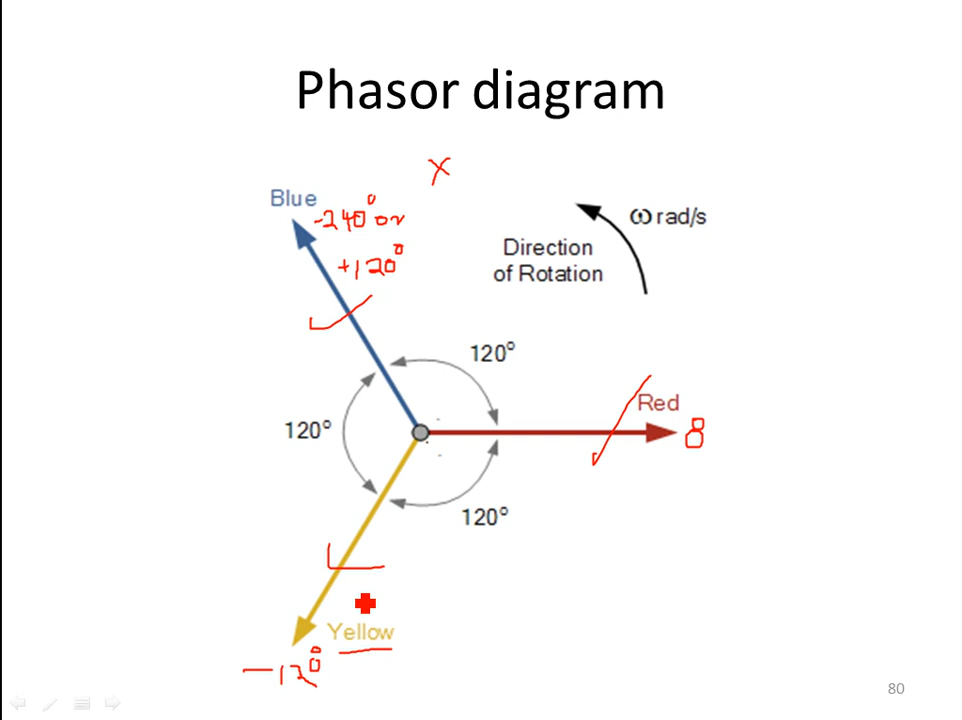 Phasor diagram
X
Blue
-240° or
+120°
ω rad/s
Direction
of Rotation
120°
Red
120°
0°
120°
Yellow
-120°
80